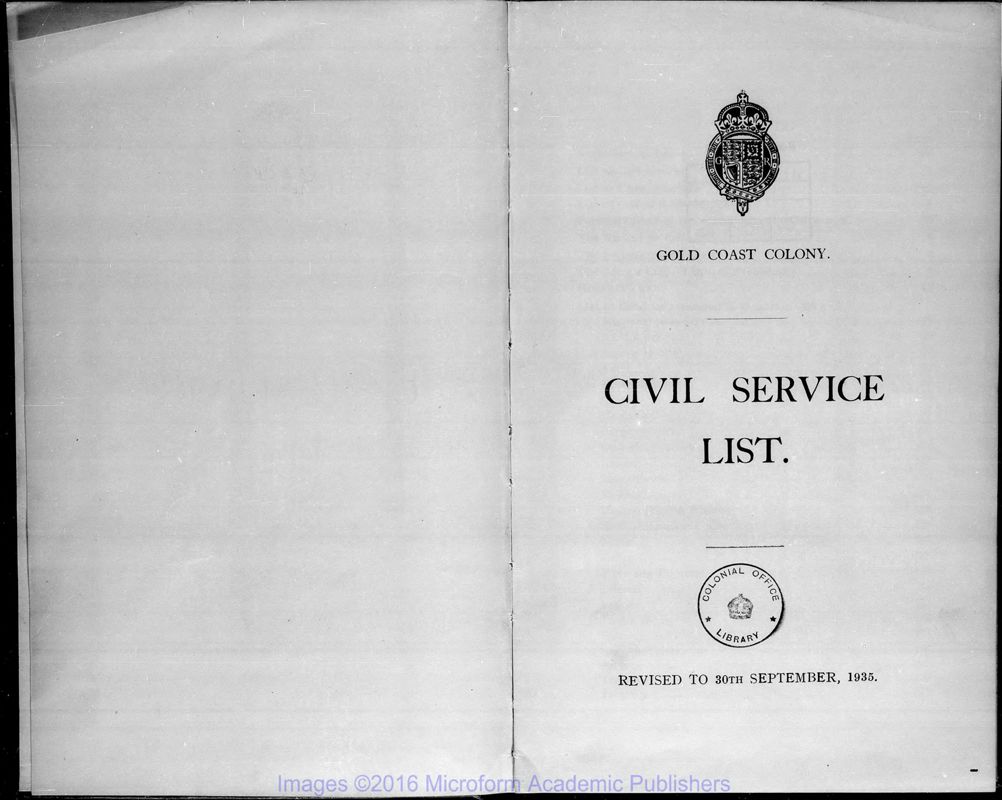 G R
GOLD COAST COLONY.
CIVIL SERVICE
LIST.
COLONIAL OFFICE
LIBRARY
REVISED TO 30TH SEPTEMBER, 1935.
Images ©2016 Microform Academic Publishers